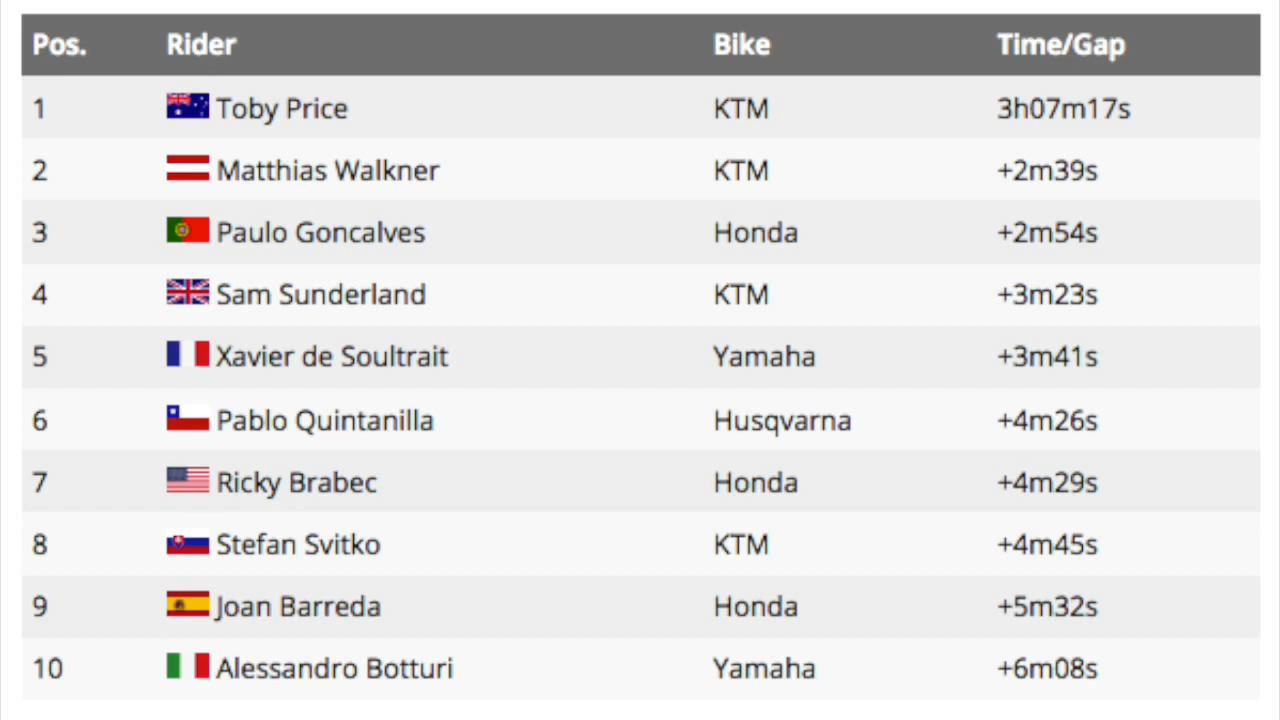 Pos. Rider Bike Time/Gap
1 Toby Price KTM 3h07m17s
2 Matthias Walkner KTM +2m39s
3 Paulo Goncalves Honda +2m54s
4 Sam Sunderland KTM +3m23s
5 Xavier de Soultrait Yamaha +3m41s
6 Pablo Quintanilla Husqvarna +4m26s
7 Ricky Brabec Honda +4m29s
8 Stefan Svitko KTM +4m45s
9 Joan Barreda Honda +5m32s
10 Alessandro Botturi Yamaha +6m08s